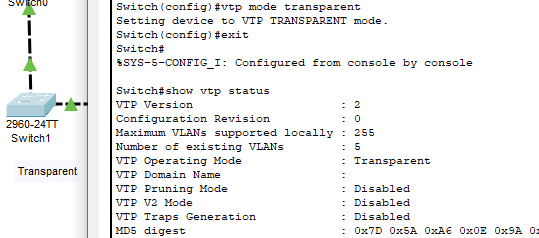 Switch0
2960-24TT
Switch1
Transparent
Switch(config)#vtp mode transparent
Setting device to VTP TRANSPARENT mode.
Switch(config)#exit
Switch#
%SYS-5-CONFIG_I: Configured from console by console
Switch#show vtp status
VTP Version : 2
Configuration Revision : 0
Maximum VLANs supported locally : 255
Number of existing VLANs : 5
VTP Operating Mode : Transparent
VTP Domain Name :
VTP Pruning Mode : Disabled
VTP V2 Mode : Disabled
VTP Traps Generation : Disabled
MD5 digest : 0x7D 0x5A 0xA6 0x0E 0x9A